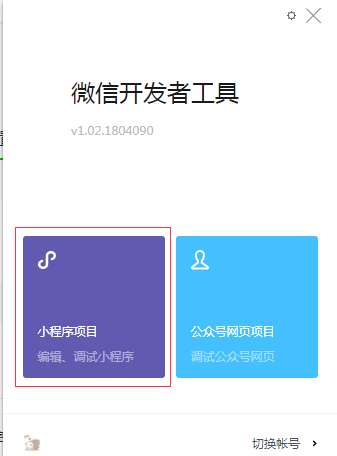 微信开发者工具
v1.02.1804090
小程序项目
编辑、调试小程序
公众号网页项目
调试公众号网页
切换帐号